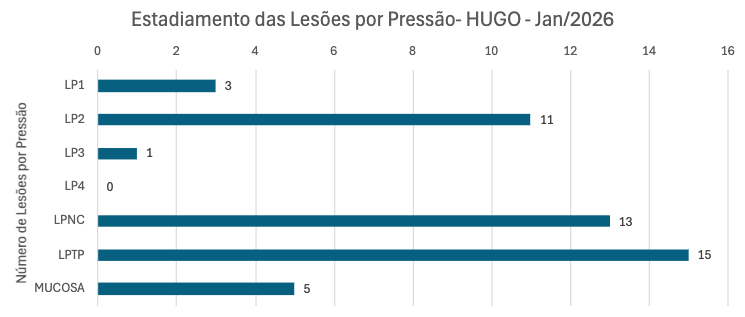 Estadiamento das Lesões por Pressão- HUGO - Jan/2026
0 2 4 6 8 10 12 14 16
Número de Lesões por Pressão
LP1 3
LP2 11
LP3 1
LP4 0
LPNC 13
LPTP 15
MUCOSA 5